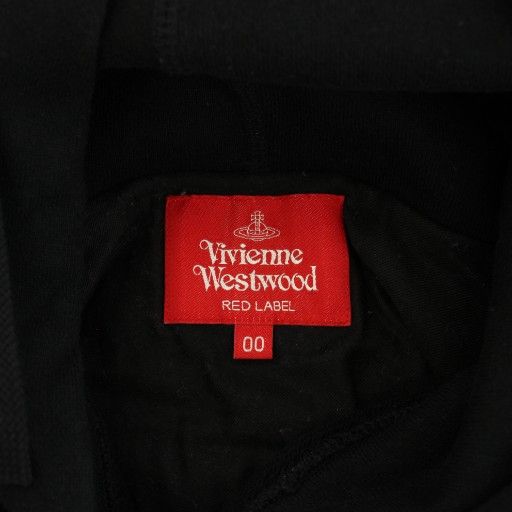 Vivienne
Westwood
RED LABEL
00